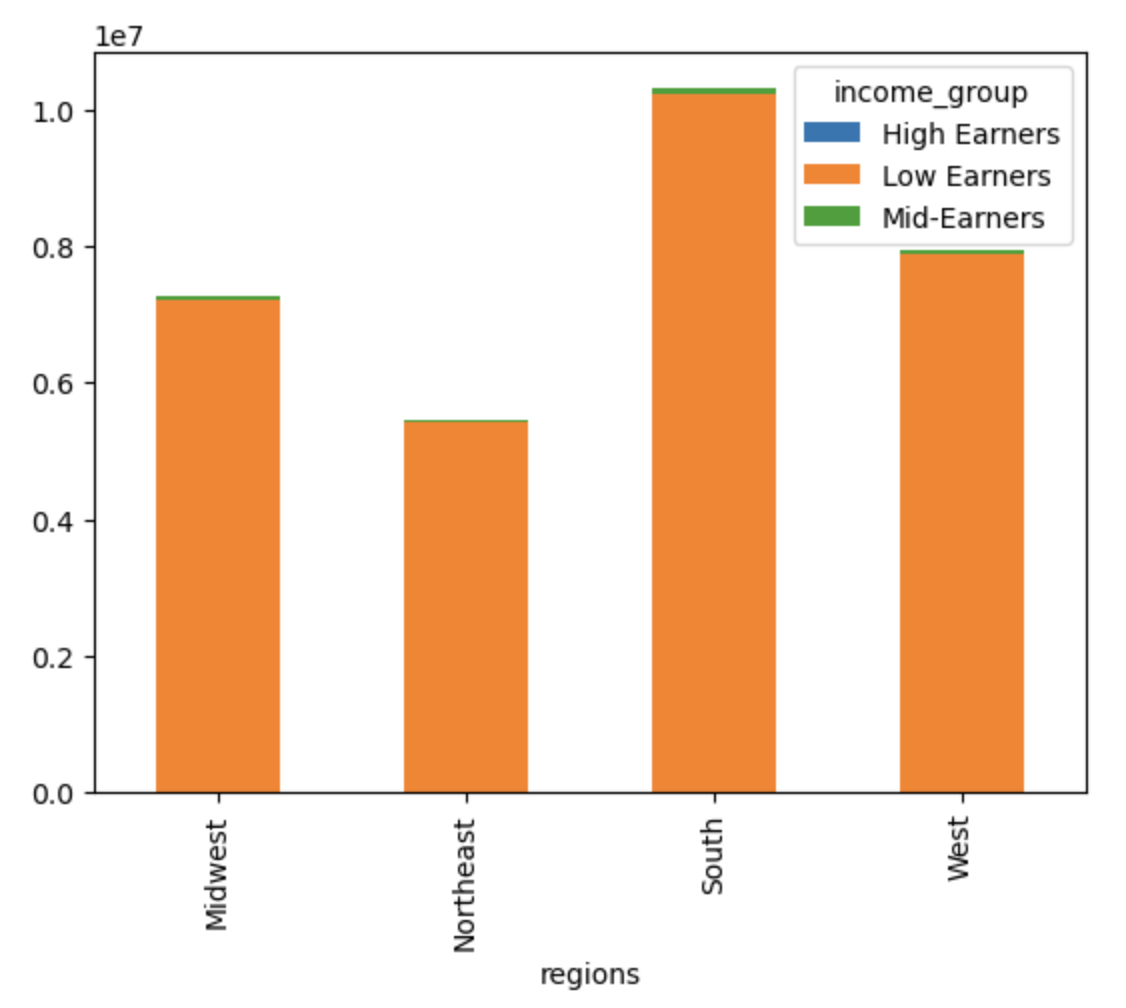 1e7
income_group
High Earners
Low Earners
Mid-Earners
1.0
0.8
0.6
0.4
0.2
0.0
Midwest
Northeast
South
West
regions